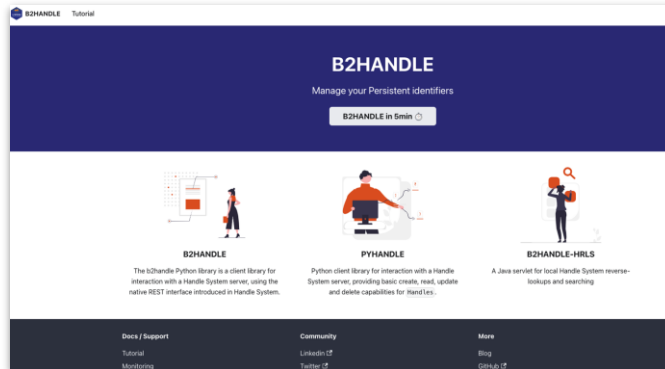 B2HANDLE Tutorial
B2HANDLE
Manage your Persistent identifiers
B2HANDLE in 5min ⏱
B2HANDLE
The b2handle Python library is a client library for
interaction with a Handle System server, using the
native REST interface introduced in Handle System.
PYHANDLE
Python client library for interaction with a Handle
System server, providing basic create, read, update
and delete capabilities for Handles.
B2HANDLE-HRLS
A Java servlet for local Handle System reverse-
lookups and searching
Docs / Support
Tutorial
Monitoring
Community
Linkedin
Twitter
More
Blog
GitHub